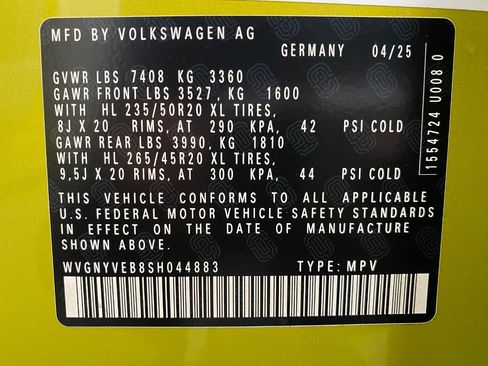 MFD BY VOLKSWAGEN AG
GERMANY 04/25
GVWR LBS 7408 KG 3360
GAWR FRONT LBS 3527 , KG 1600
WITH HL 235/50R20 XL TIRES,
8J X 20 RIMS, AT 290 KPA, 42 PSI COLD
GAWR REAR LBS 3990, KG 1810
WITH HL 265/45R20 XL TIRES,
9,5J X 20 RIMS, AT 300 KPA, 44 PSI COLD
THIS VEHICLE CONFORMS TO ALL APPLICABLE
U.S. FEDERAL MOTOR VEHICLE SAFETY STANDARDS
IN EFFECT ON THE DATE OF MANUFACTURE
SHOWN ABOVE.
WVGNYVEB8SH044883 TYPE: MPV
1554724 U008 0